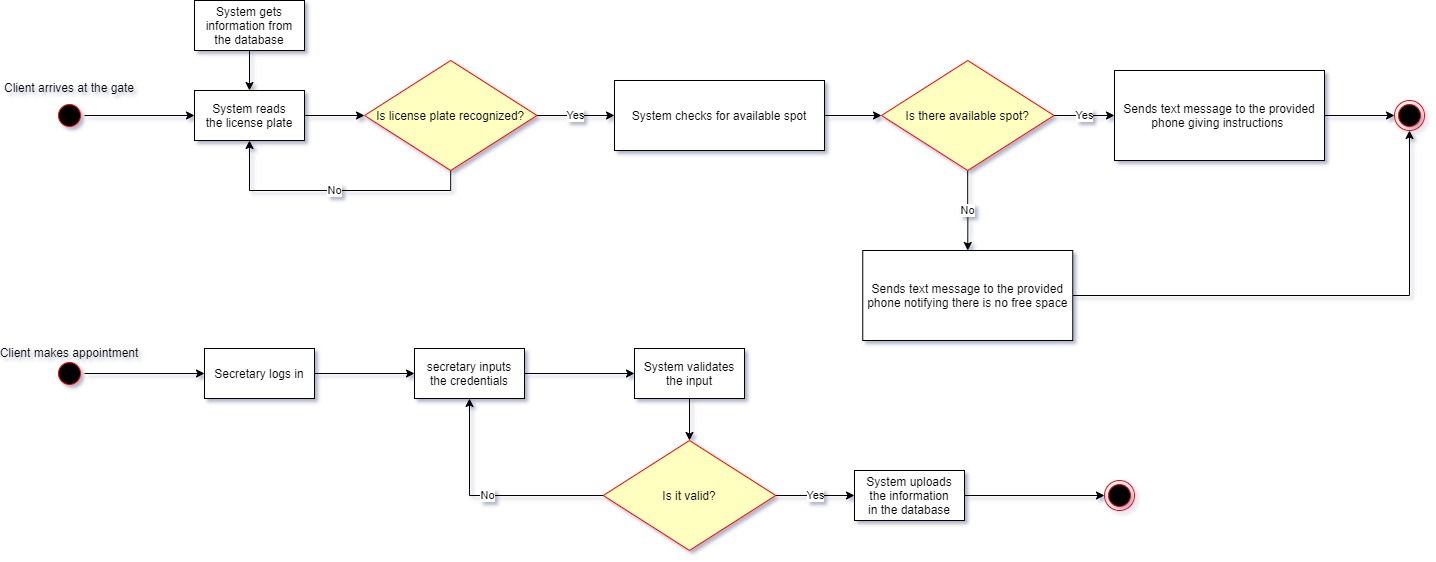 System gets
information from
the database
Client arrives at the gate
System reads
the license plate
Is license plate recognized?
Yes
System checks for available spot
Is there available spot?
Yes
Sends text message to the provided
phone giving instructions
No
No
Sends text message to the provided
phone notifying there is no free space
Client makes appointment
Secretary logs in
secretary inputs
the credentials
System validates
the input
Is it valid?
No
Yes
System uploads
the information
in the database